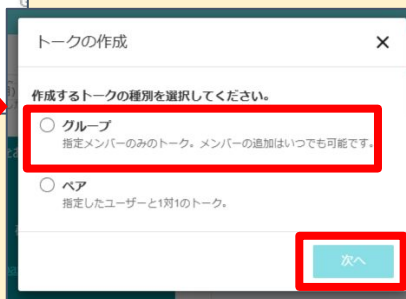 トークの作成
×
作成するトークの種別を選択してください。
グループ
指定メンバーのみのトーク。メンバーの追加はいつでも可能です。
ペア
指定したユーザーと1対1のトーク。
次へ